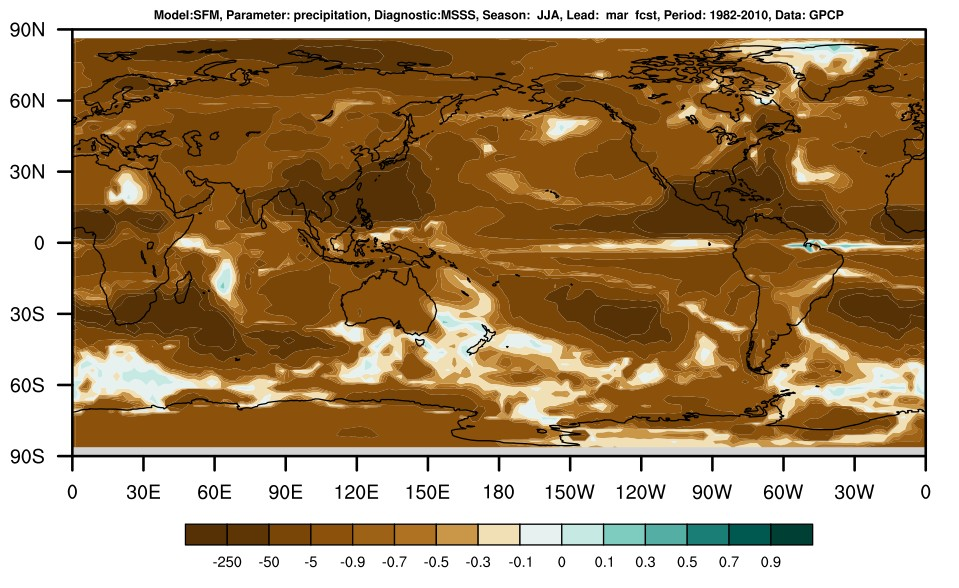 Model:SFM, Parameter: precipitation, Diagnostic:MSSS, Season:  JJA, Lead:  mar  fcst, Period: 1982-2010, Data: GPCP
90N
60N
30N
0
30S
60S
90S
0 30E 60E 90E 120E 150E 180 150W 120W 90W 60W 30W 0
-250 -50 -5 -0.9 -0.7 -0.5 -0.3 -0.1 0 0.1 0.3 0.5 0.7 0.9